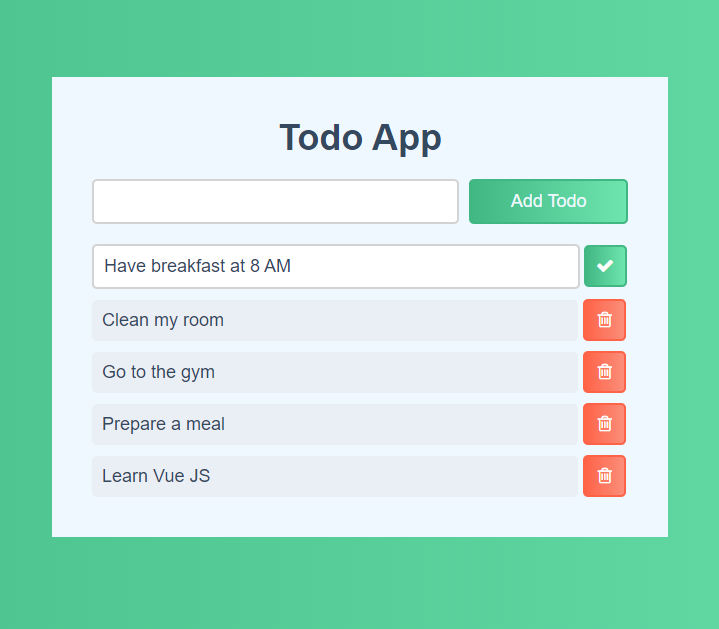 Todo App
Add Todo
Have breakfast at 8 AM
Clean my room
Go to the gym
Prepare a meal
Learn Vue JS